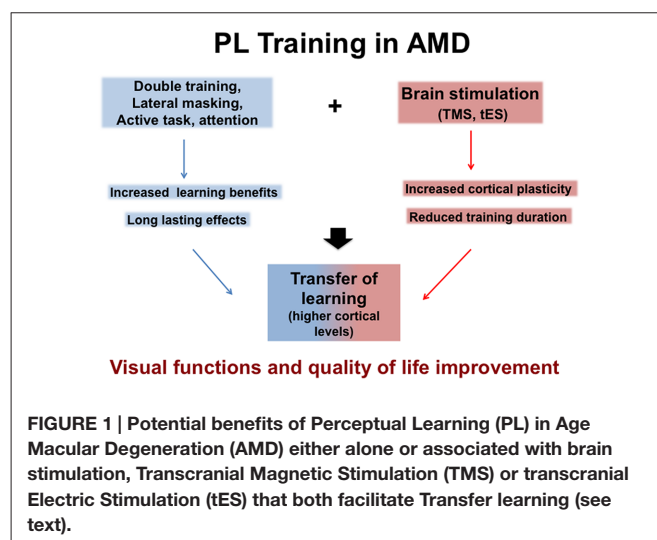 PL Training in AMD
Double training,
Lateral masking,
Active task, attention
+
Brain stimulation
(TMS, tES)
Increased learning benefits
Long lasting effects
Increased cortical plasticity
Reduced training duration
Transfer of
learning
(higher cortical
levels)
Visual functions and quality of life improvement
FIGURE 1 | Potential benefits of Perceptual Learning (PL) in Age
Macular Degeneration (AMD) either alone or associated with brain
stimulation, Transcranial Magnetic Stimulation (TMS) or transcranial
Electric Stimulation (tES) that both facilitate Transfer learning (see
text).